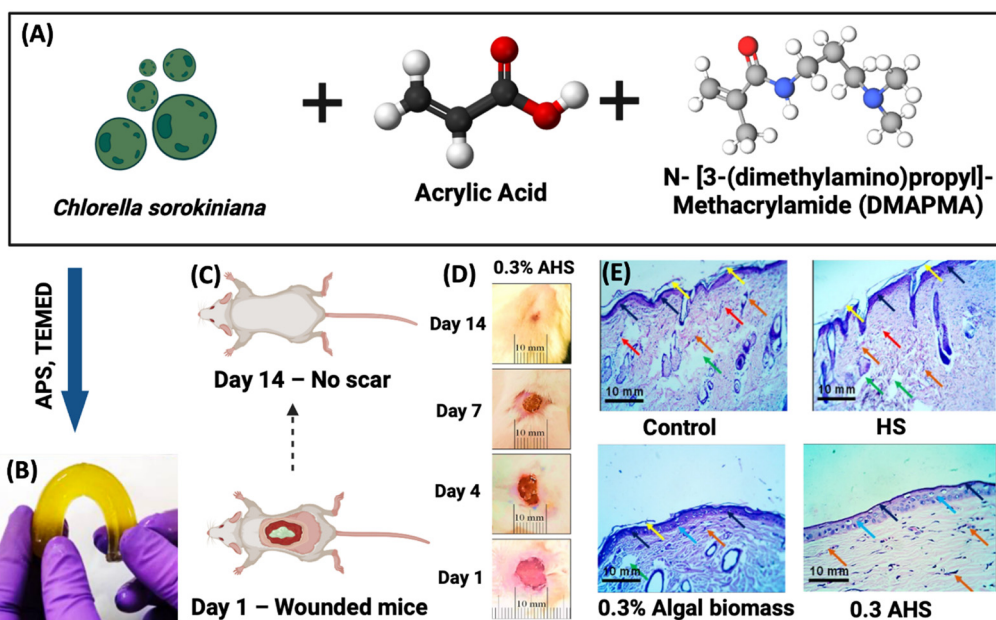 (A)
Chlorella sorokiniana
+
Acrylic Acid
+
N- [3-(dimethylamino)propyl]-
Methacrylamide (DMAPMA)
APS, TEMED
(B)
(C)
Day 14 – No scar
Day 1 – Wounded mice
(D)
0.3% AHS
Day 14
10 mm
Day 7
10 mm
Day 4
10 mm
Day 1
10 mm
(E)
10 mm
Control
10 mm
HS
10 mm
0.3% Algal biomass
10 mm
0.3 AHS